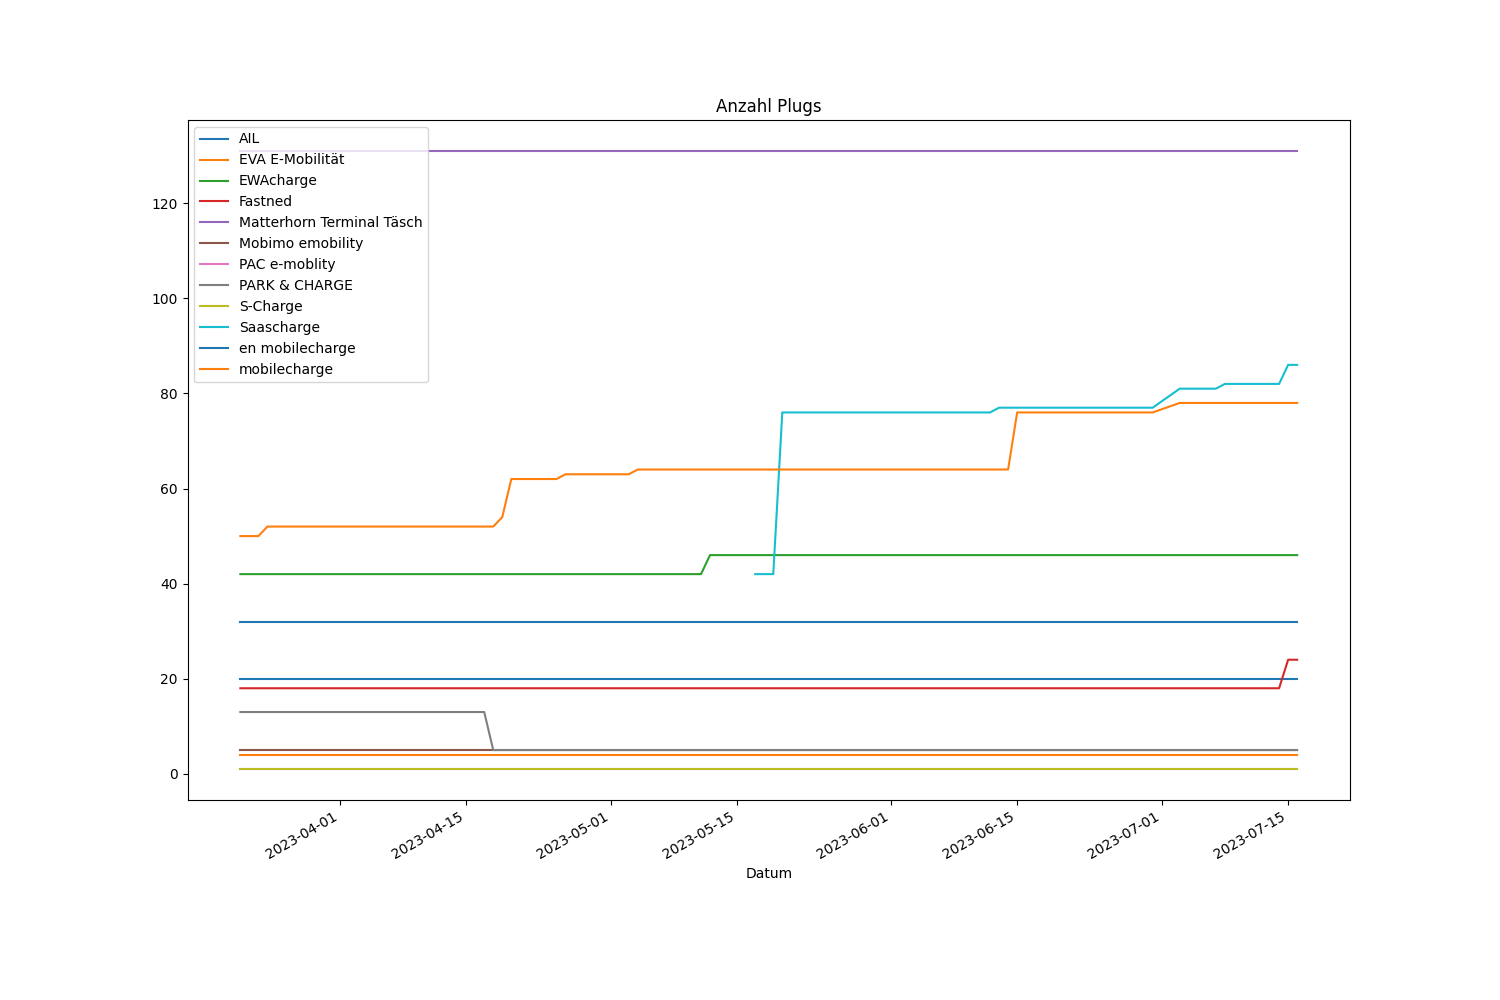 Anzahl Plugs
AIL
EVA E-Mobilität
EWAcharge
Fastned
Matterhorn Terminal Täsch
Mobimo emobility
PAC e-moblity
PARK & CHARGE
S-Charge
Saascharge
en mobilecharge
mobilecharge
120
100
80
60
40
20
0
2023-04-01
2023-04-15
2023-05-01
2023-05-15
2023-06-01
2023-06-15
2023-07-01
2023-07-15
Datum